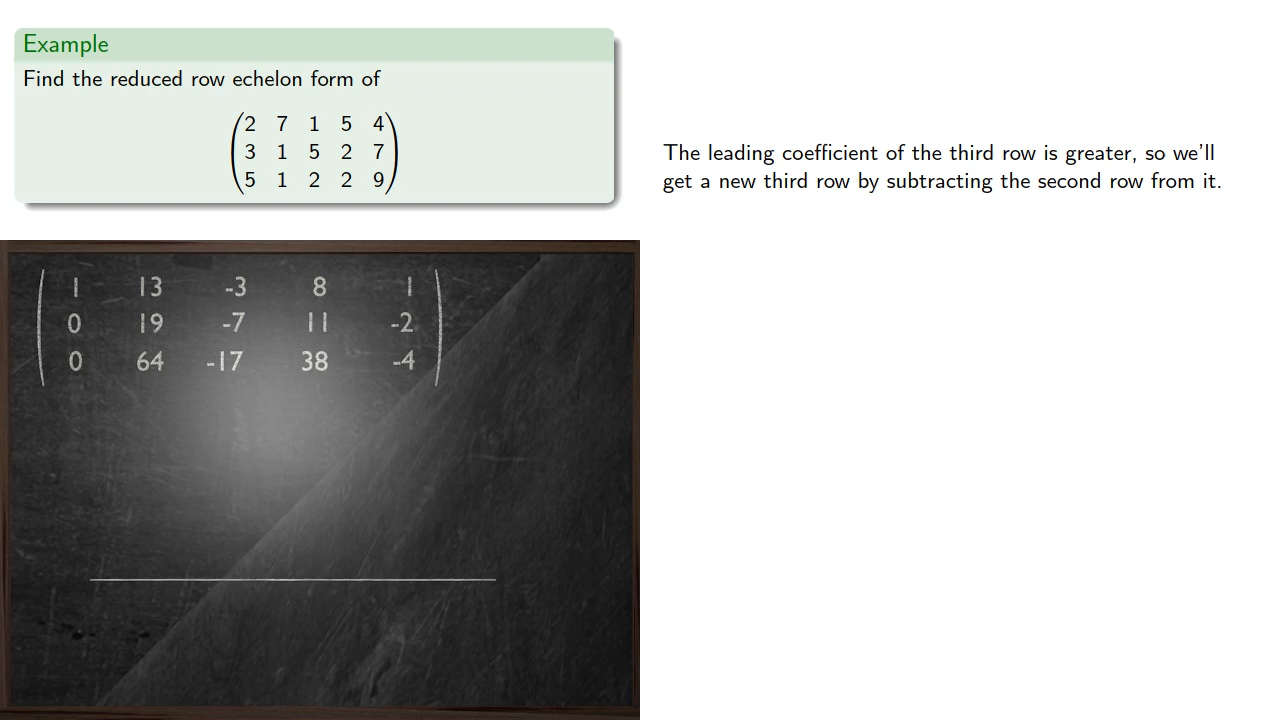 Example
Find the reduced row echelon form of
2 7 1 5 4
3 1 5 2 7
5 1 2 2 9
The leading coefficient of the third row is greater, so we'll
get a new third row by subtracting the second row from it.
1 13 -3 8 1
0 19 -7 11 -2
0 64 -17 38 -4